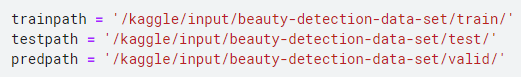 trainpath = '/kaggle/input/beauty-detection-data-set/train/'
testpath = '/kaggle/input/beauty-detection-data-set/test/'
predpath = '/kaggle/input/beauty-detection-data-set/valid/'